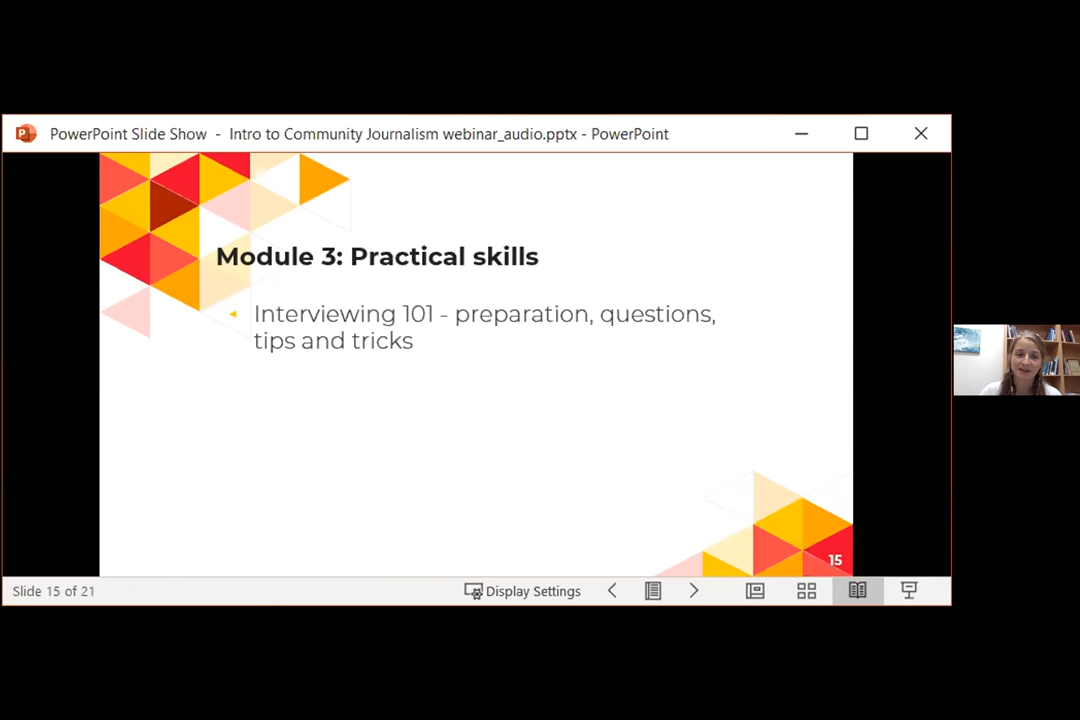 PowerPoint Slide Show - Intro to Community Journalism webinar_audio.pptx - PowerPoint
Module 3: Practical skills
Interviewing 101 - preparation, questions,
tips and tricks
15
Slide 15 of 21
Display Settings